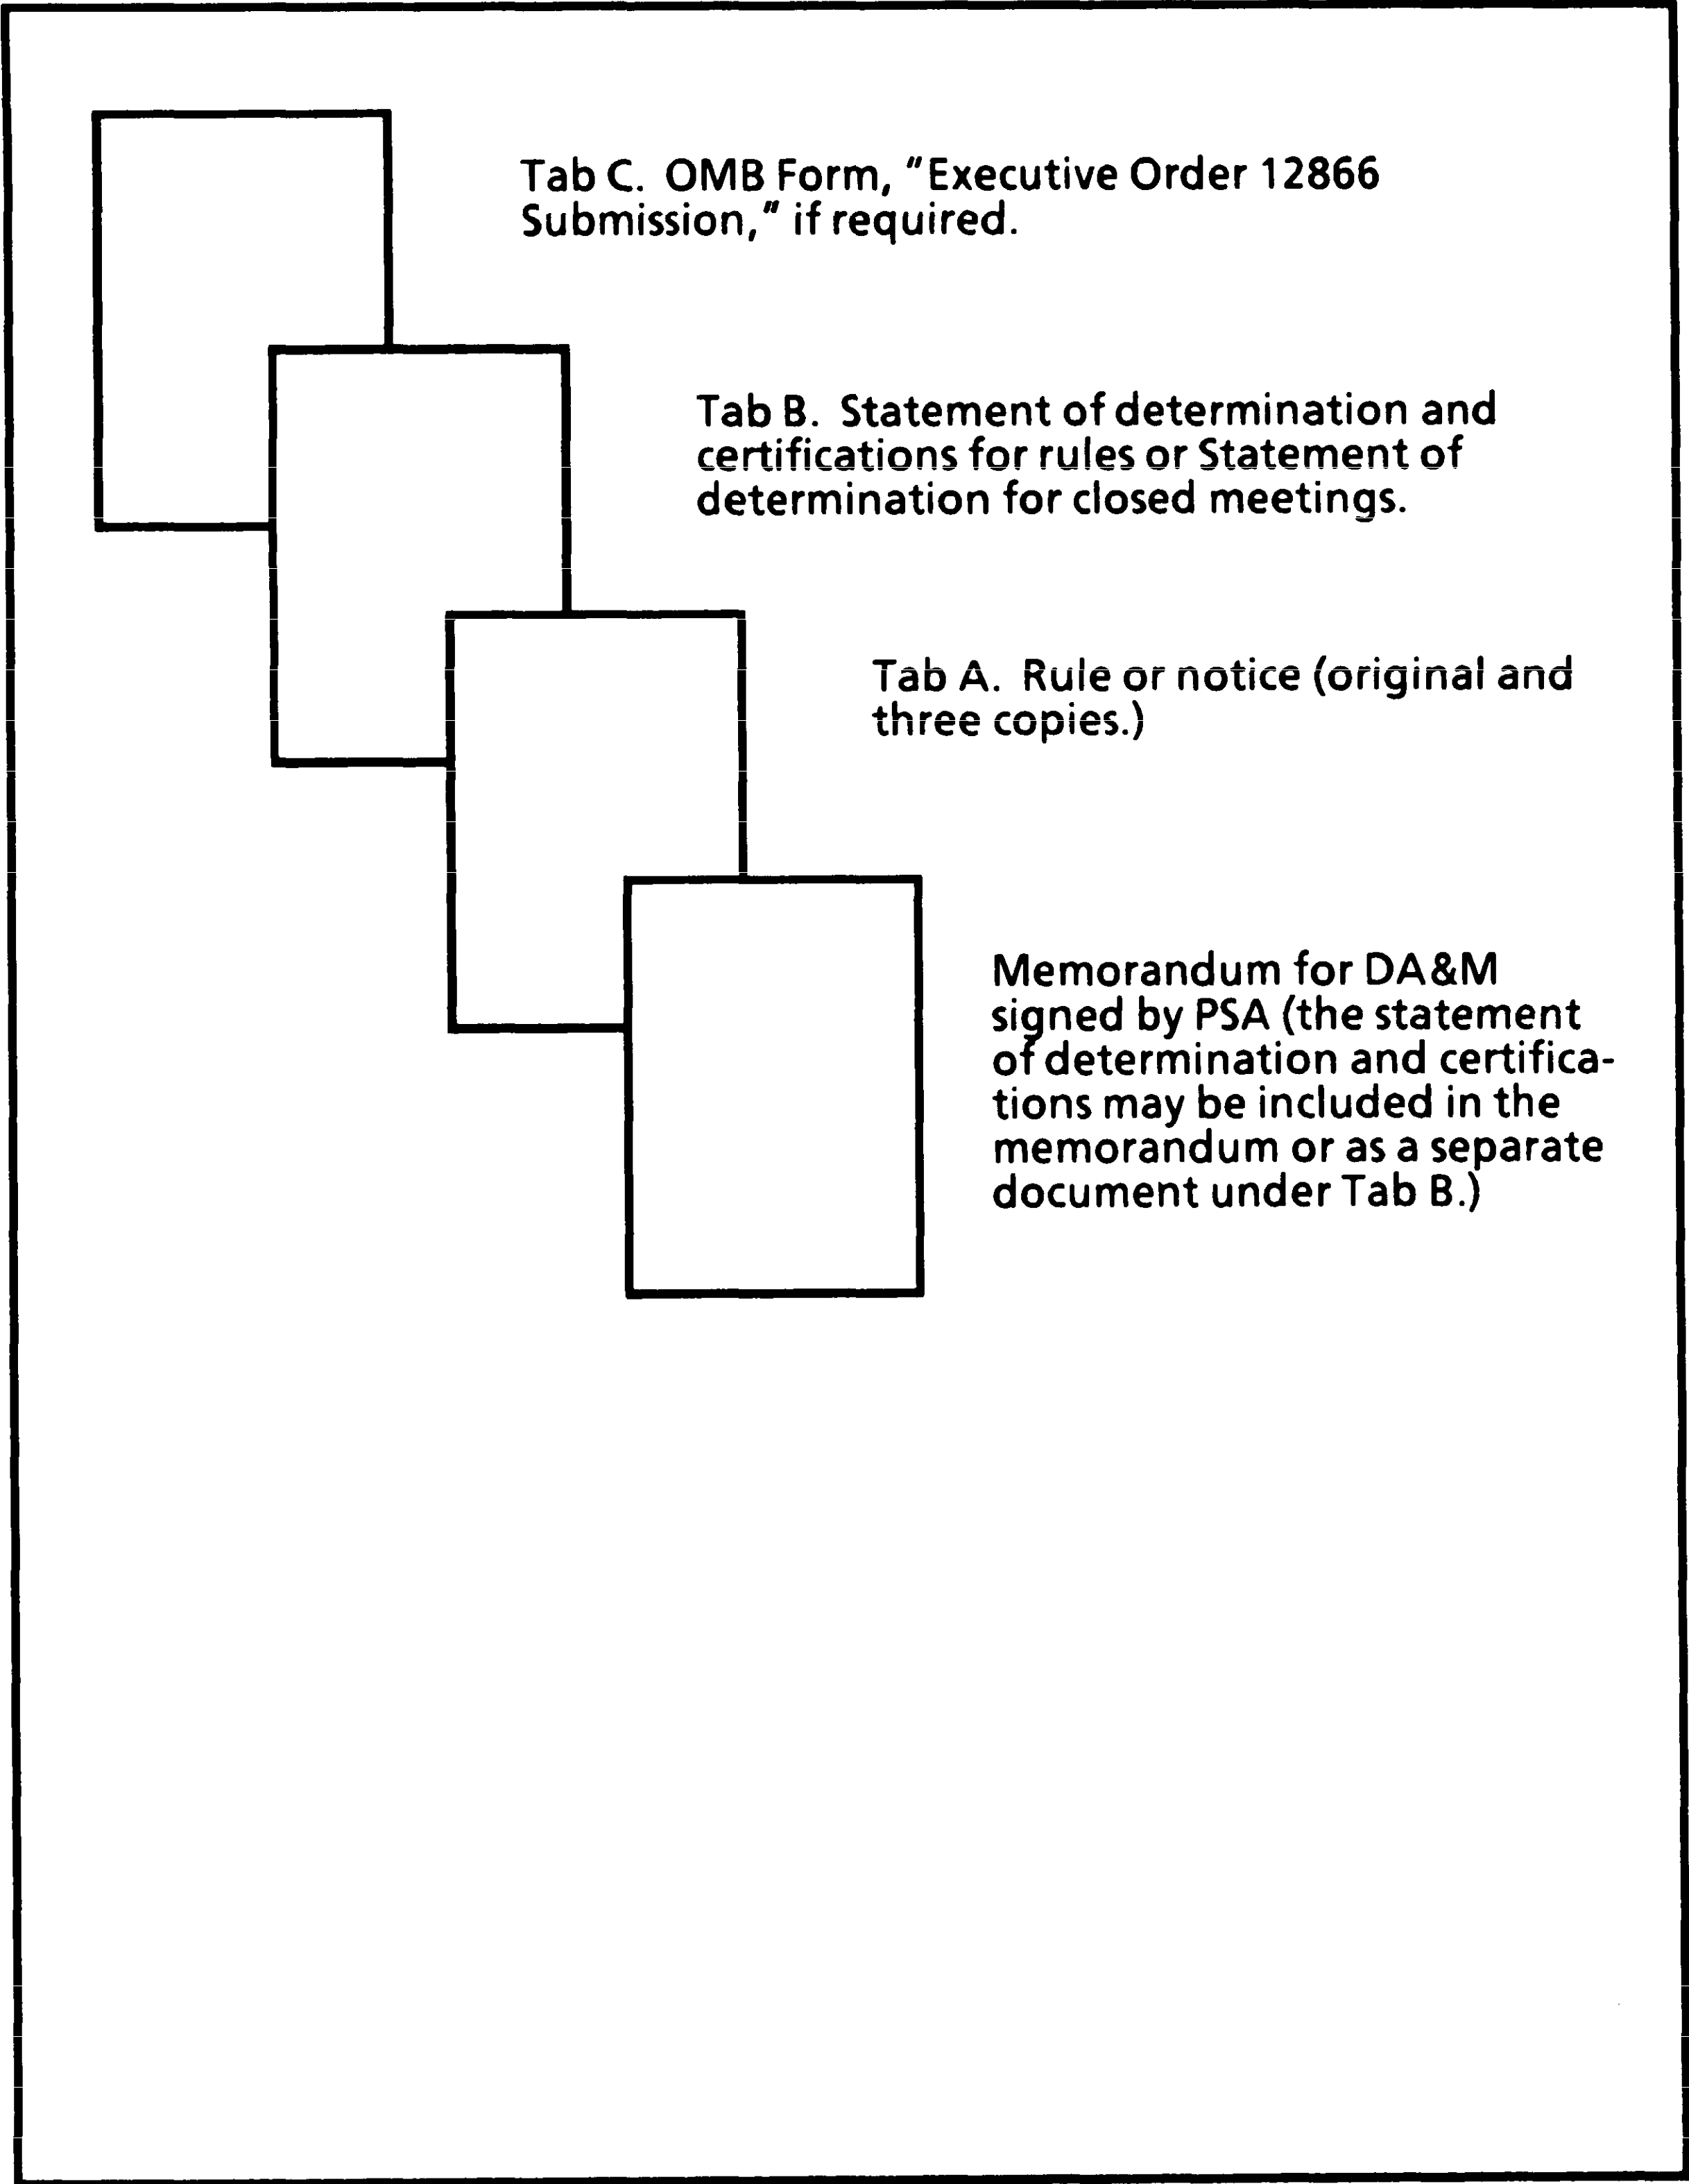 Tab C. OMB Form, "Executive Order 12866
Submission," if required.
Tab B. Statement of determination and
certifications for rules or Statement of
determination for closed meetings.
Tab A. Rule or notice (original and
three copies.)
Memorandum for DA&M
signed by PSA (the statement
of determination and certifica-
tions may be included in the
memorandum or as a separate
document under Tab B.)